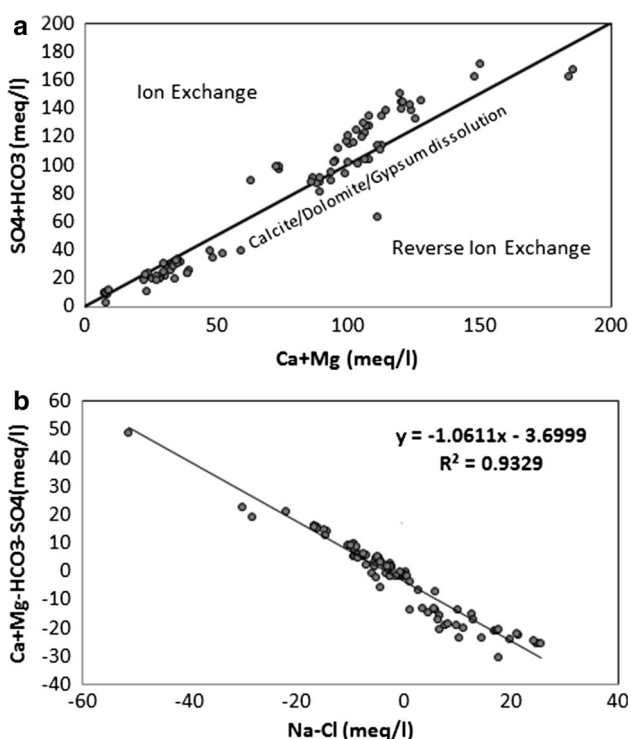 a
200
180
160
140
120
100
80
60
40
20
0
SO4+HCO3 (meq/l)
Ion Exchange
Calcite/Dolomite/Gypsum dissolution
Reverse Ion Exchange
0 50 100 150 200
Ca+Mg (meq/l)
b
60
50
40
30
20
10
0
-10
-20
-30
-40
Ca+Mg-HCO3-SO4(meq/l)
y = -1.0611x - 3.6999
R² = 0.9329
-60 -40 -20 0 20 40
Na-Cl (meq/l)